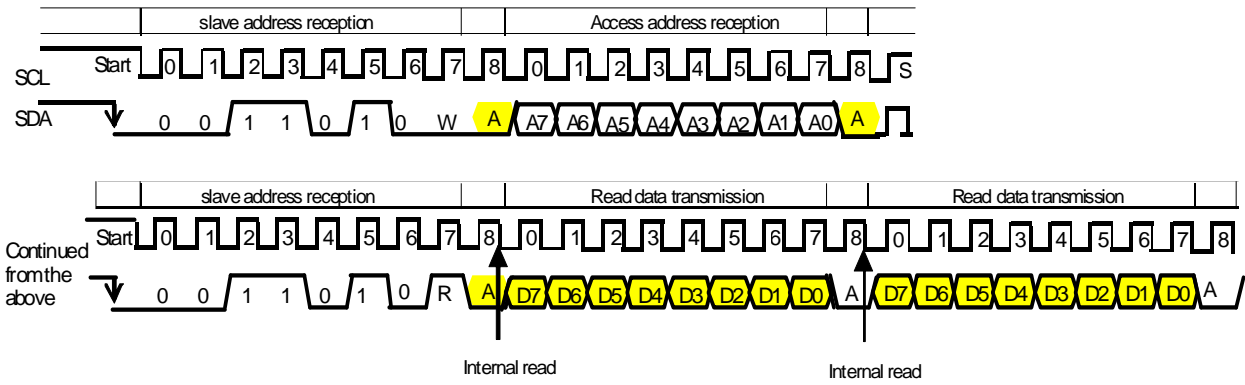 slave address reception Access address reception
Start 0 1 2 3 4 5 6 7 8 0 1 2 3 4 5 6 7 8 S
SCL
SDA 0 0 1 1 0 1 0 W A A7 A6 A5 A4 A3 A2 A1 A0 A
slave address reception Read data transmission Read data transmission
Start 0 1 2 3 4 5 6 7 8 0 1 2 3 4 5 6 7 8 0 1 2 3 4 5 6 7 8
Continued
from the
above
0 0 1 1 0 1 0 R A D7 D6 D5 D4 D3 D2 D1 D0 A D7 D6 D5 D4 D3 D2 D1 D0 A
Internal read Internal read